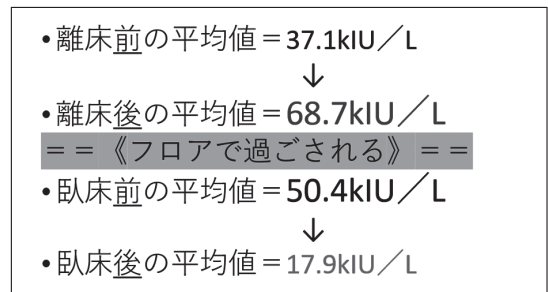 •離床前の平均値＝37.1kIU／L
↓
•離床後の平均値＝68.7kIU／L
＝＝《フロアで過ごされる》＝＝
•臥床前の平均値＝50.4kIU／L
↓
•臥床後の平均値＝17.9kIU／L